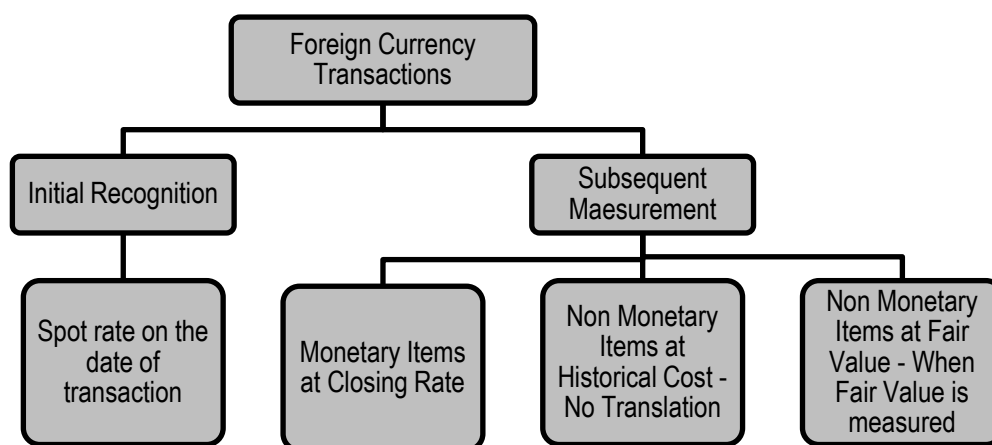 Foreign Currency
Transactions
Initial Recognition
Subsequent
Maesurement
Spot rate on the
date of
transaction
Monetary Items
at Closing Rate
Non Monetary
Items at
Historical Cost -
No Translation
Non Monetary
Items at Fair
Value - When
Fair Value is
measured